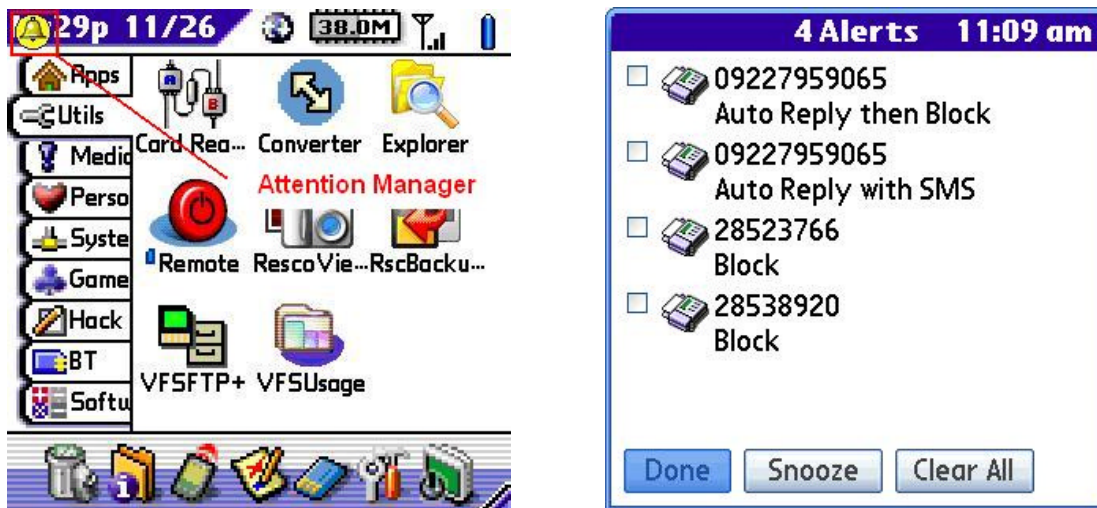 29p 11/26 38.0M
Apps
Utils
Medic
Perso
Syste
Game
Hack
BT
Softu
Card Rea... Converter Explorer
Attention Manager
Remote RescoVie...RscBacku...
VFSFTP+ VFSUsage
4 Alerts 11:09 am
09227959065
Auto Reply then Block
09227959065
Auto Reply with SMS
28523766
Block
28538920
Block
Done Snooze Clear All